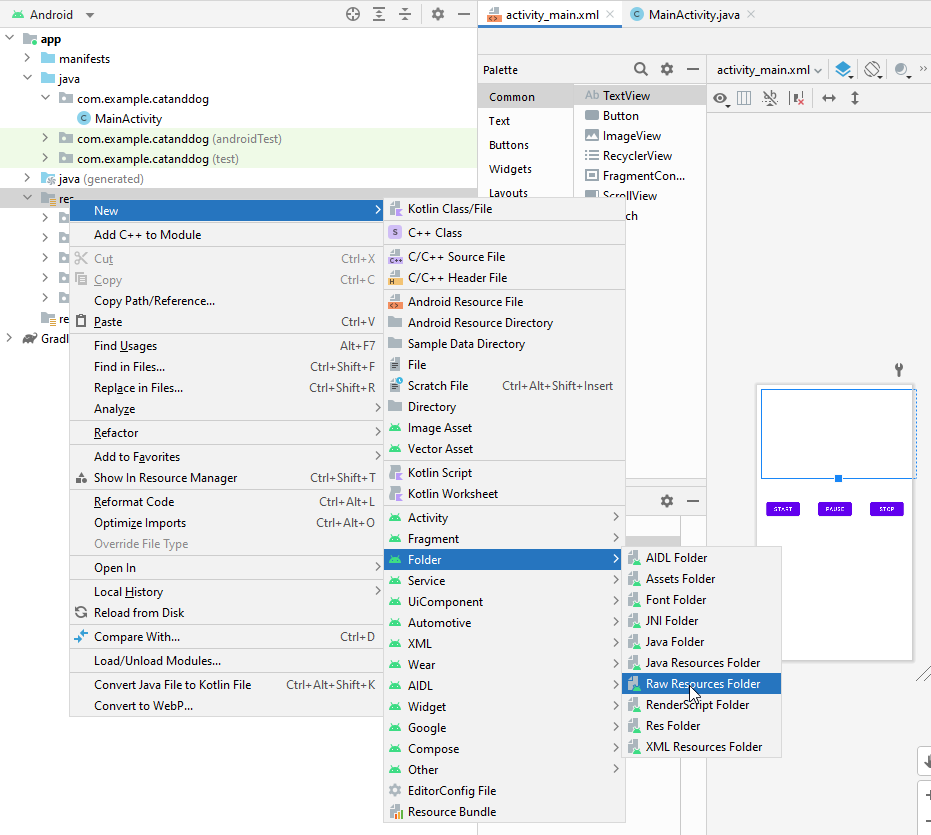 Android
activity_main.xml
MainActivity.java
app
manifests
java
com.example.catanddog
MainActivity
com.example.catanddog (androidTest)
com.example.catanddog (test)
java (generated)
res
re
Gradl
Palette
Common
Text
Buttons
Widgets
Layouts
Ab TextView
Button
ImageView
RecyclerView
FragmentCon...
ScrollView
ch
activity_main.xml
New
Add C++ to Module
Cut Ctrl+X
Copy Ctrl+C
Copy Path/Reference...
Paste Ctrl+V
Find Usages Alt+F7
Find in Files... Ctrl+Shift+F
Replace in Files... Ctrl+Shift+R
Analyze
Refactor
Add to Favorites
Show In Resource Manager Ctrl+Shift+T
Reformat Code Ctrl+Alt+L
Optimize Imports Ctrl+Alt+O
Override File Type
Open In
Local History
Reload from Disk
Compare With... Ctrl+D
Load/Unload Modules...
Convert Java File to Kotlin File Ctrl+Alt+Shift+K
Convert to WebP...
Kotlin Class/File
S C++ Class
C++ C/C++ Source File
H C/C++ Header File
Android Resource File
Android Resource Directory
Sample Data Directory
File
Scratch File Ctrl+Alt+Shift+Insert
Directory
Image Asset
Vector Asset
Kotlin Script
Kotlin Worksheet
Activity
Fragment
Folder
Service
UiComponent
Automotive
XML
Wear
AIDL
Widget
Google
Compose
Other
EditorConfig File
Resource Bundle
AIDL Folder
Assets Folder
Font Folder
JNI Folder
Java Folder
Java Resources Folder
Raw Resources Folder
RenderScript Folder
Res Folder
XML Resources Folder
START PAUSE STOP